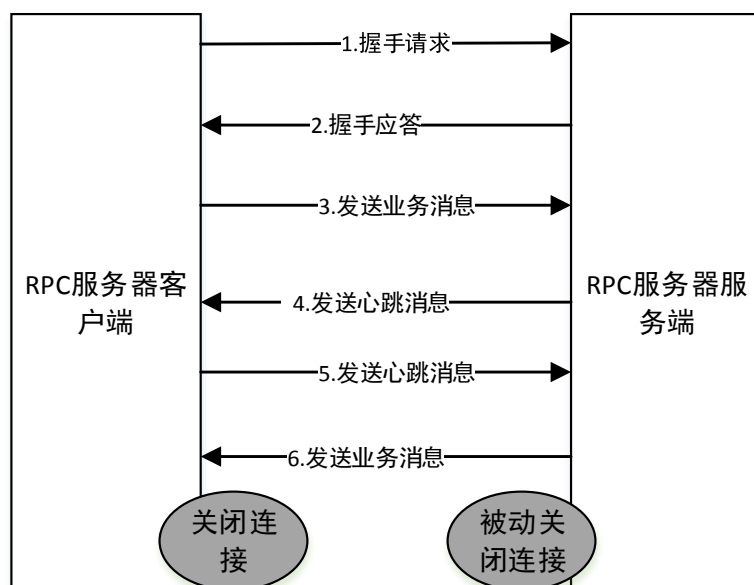 1.握手请求
2.握手应答
3.发送业务消息
RPC服务器客
户端
4.发送心跳消息
RPC服务器服
务端
5.发送心跳消息
6.发送业务消息
关闭连
接
被动关
闭连接